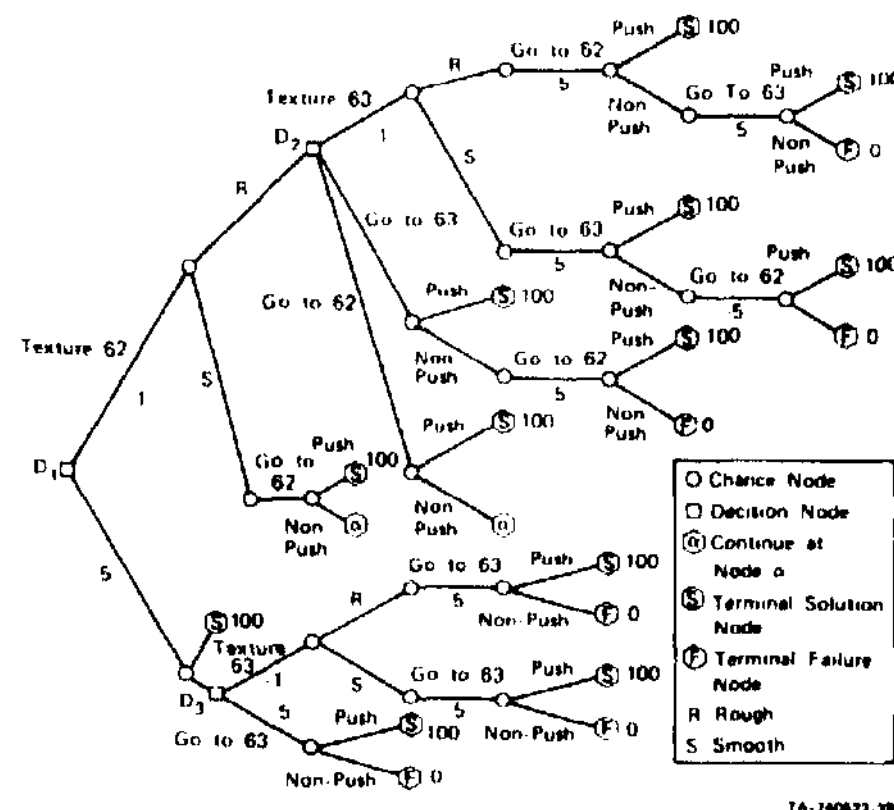 Push S 100
Go to 62
R 5 Push S 100
Texture 63 Non Push Go To 63
1 5 Non Push F 0
D2
R S Push S 100
Go to 63 Go to 63 Push S 100
5 Non-Push Go to 62
Go to 62 Push S 100 5 F 0
Texture 62 Push S 100
Non Push Go to 62
1 S 5 Non Push F 0
Push S 100
D1 Go to 62 Push S 100
Non Push α Non Push α
5 Go to 63 Push S 100
R 5 Non-Push F 0
S 100
Texture 63
1 S Go to 63 Push S 100
D3 5 Non-Push F 0
5 Push S 100
Go to 63
Non-Push F 0
Chance Node
Decision Node
α Continue at
Node α
S Terminal Solution
Node
F Terminal Failure
Node
R Rough
S Smooth